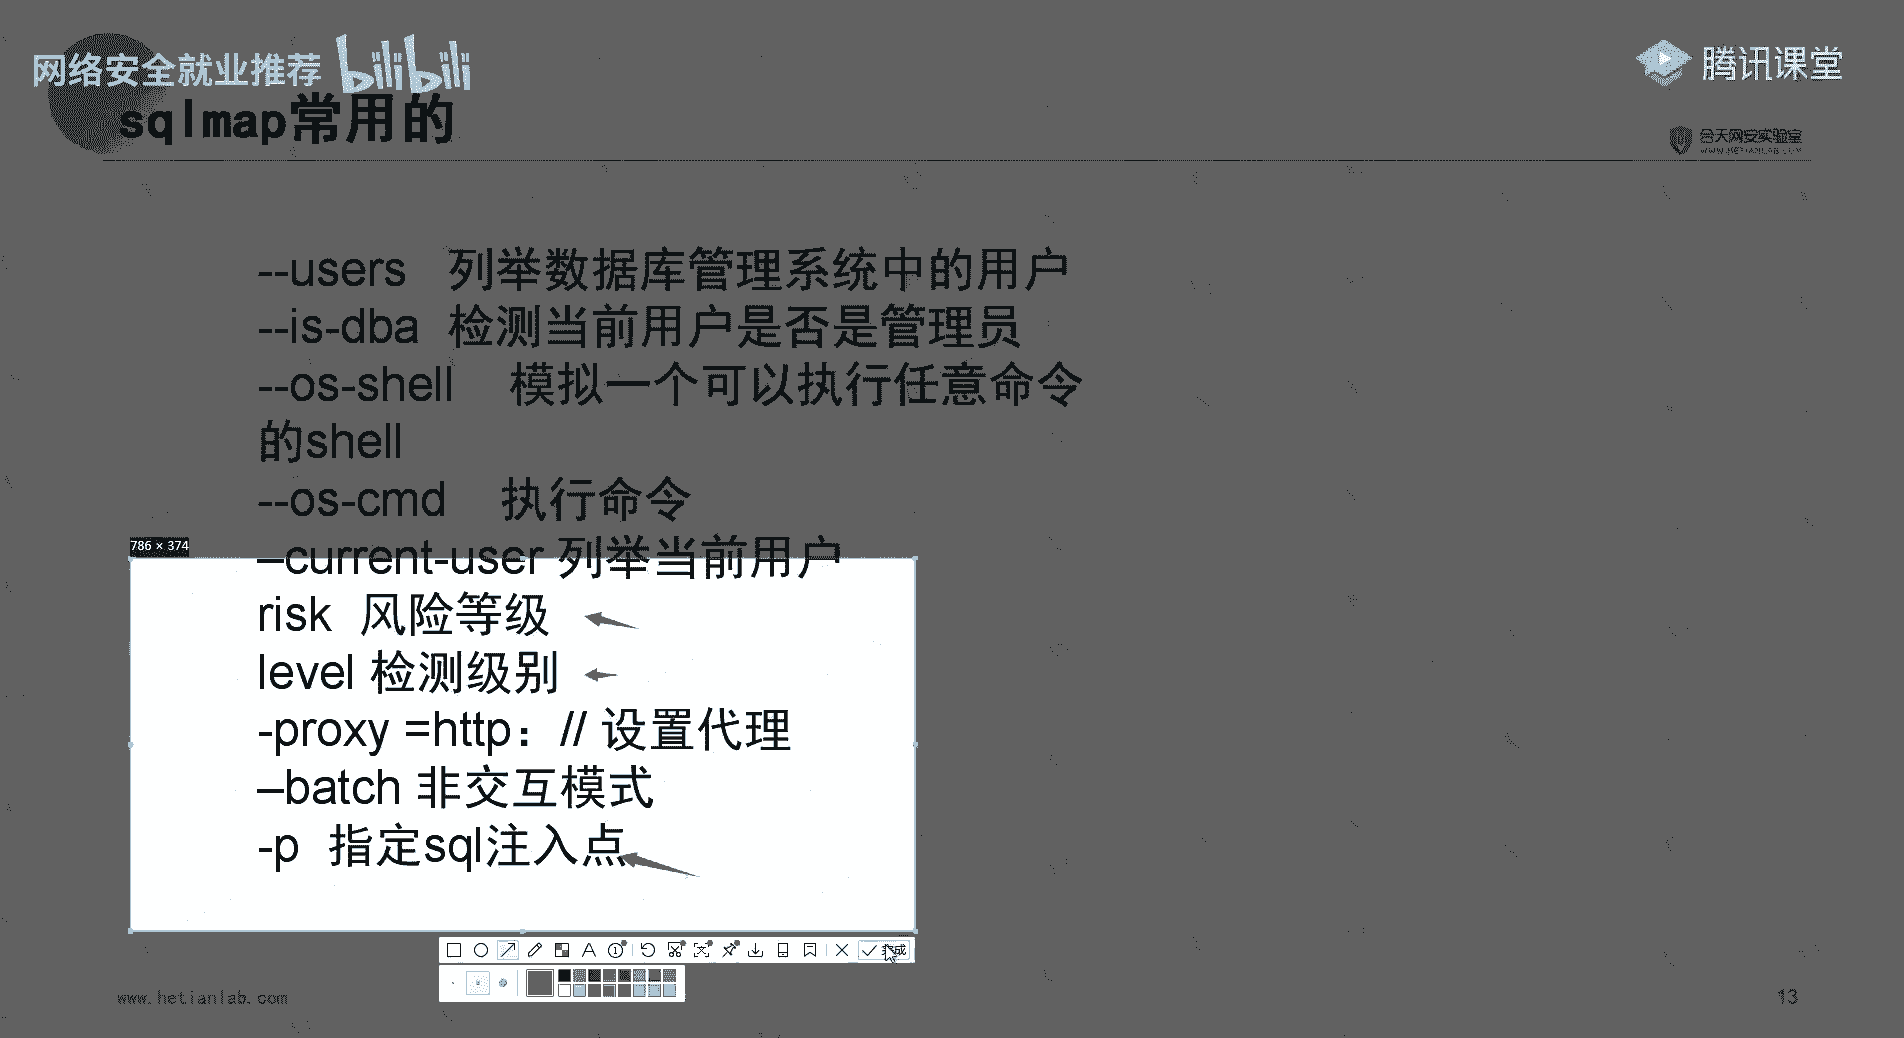 网络安全就业推荐 bilibili
腾讯课堂
sqlmap常用的
合天网安实验室
WWW.HETIANLAB.COM
--users 列举数据库管理系统中的用户
--is-dba 检测当前用户是否是管理员
--os-shell 模拟一个可以执行任意命令
的shell
--os-cmd 执行命令
786 × 374
–current-user 列举当前用户
risk 风险等级
level 检测级别
-proxy =http：// 设置代理
–batch 非交互模式
-p 指定sql注入点
完成
www.hetianlab.com
13